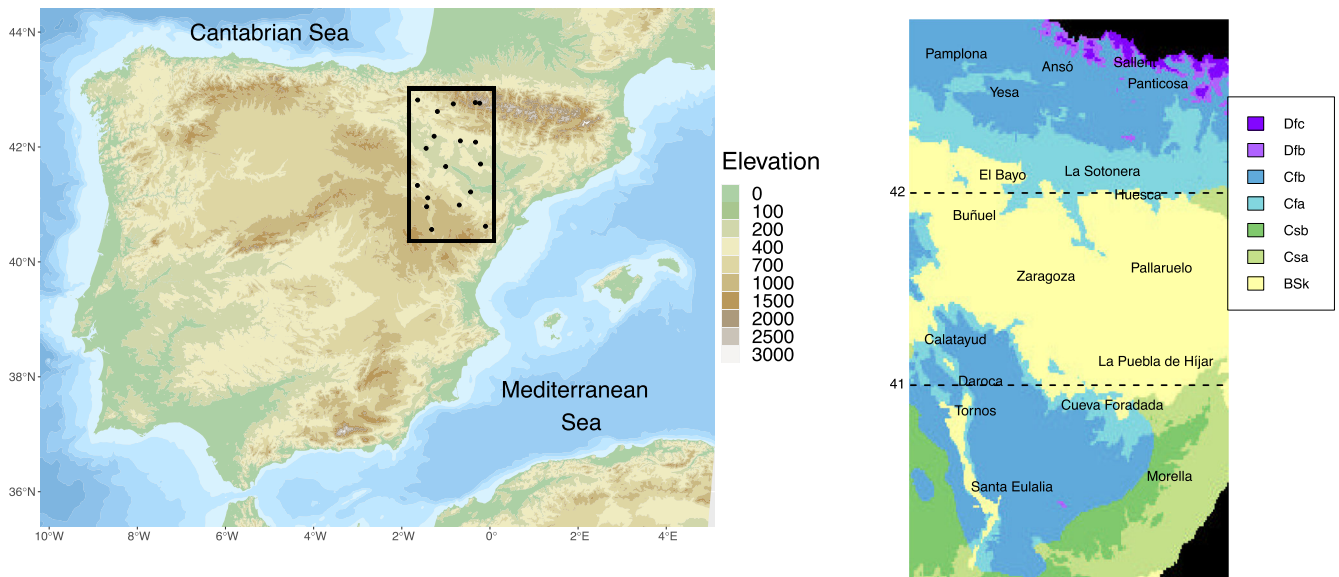 Cantabrian Sea
44°N
42°N
40°N
38°N
36°N
10°W
8°W
6°W
4°W
2°W
0°
2°E
4°E
Mediterranean
Sea
Elevation
0
100
200
400
700
1000
1500
2000
2500
3000
Pamplona
Ansó
Sallent
Panticosa
Yesa
El Bayo
La Sotonera
42
Huesca
Buñuel
Zaragoza
Pallaruelo
Calatayud
La Puebla de Híjar
41
Daroca
Tornos
Cueva Foradada
Santa Eulalia
Morella
Dfc
Dfb
Cfb
Cfa
Csb
Csa
BSk